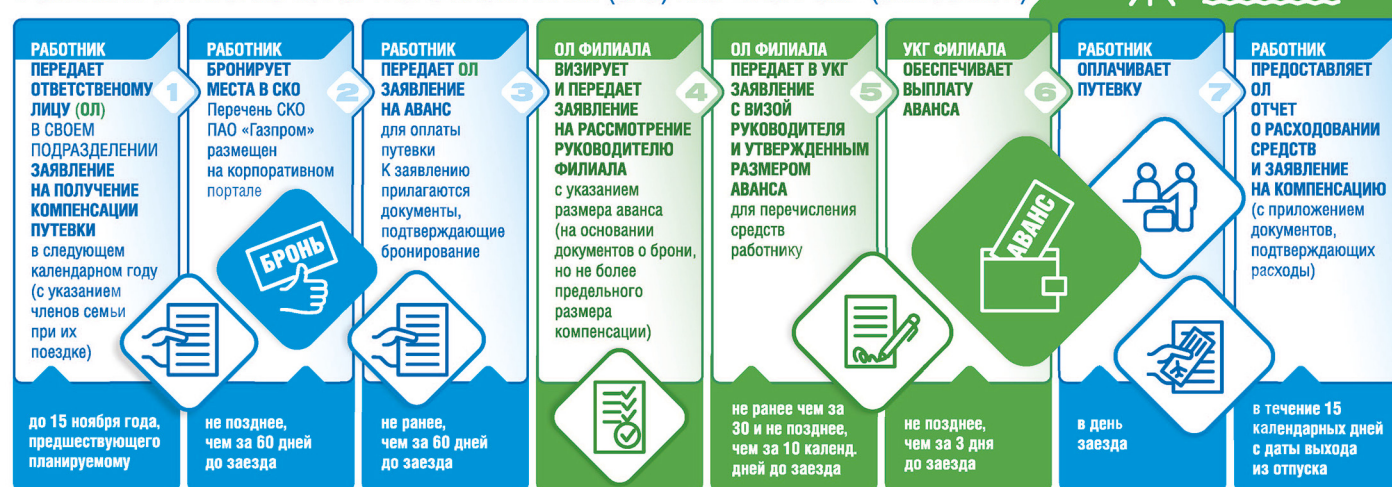 РАБОТНИК
ПЕРЕДАЕТ
ОТВЕТСТВЕНОМУ
ЛИЦУ (ОЛ)
В СВОЕМ
ПОДРАЗДЕЛЕНИИ
ЗАЯВЛЕНИЕ
НА ПОЛУЧЕНИЕ
КОМПЕНСАЦИИ
ПУТЕВКИ
в следующем
календарном году
(с указанием
членов семьи
при их
поездке)
до 15 ноября года,
предшествующего
планируемому
1
РАБОТНИК
БРОНИРУЕТ
МЕСТА В СКО
Перечень СКО
ПАО «Газпром»
размещен
на корпоративном
портале
БРОНЬ
не позднее,
чем за 60 дней
до заезда
2
РАБОТНИК
ПЕРЕДАЕТ ОЛ
ЗАЯВЛЕНИЕ
НА АВАНС
для оплаты
путевки
К заявлению
прилагаются
документы,
подтверждающие
бронирование
не ранее,
чем за 60 дней
до заезда
3
ОЛ ФИЛИАЛА
ВИЗИРУЕТ
И ПЕРЕДАЕТ
ЗАЯВЛЕНИЕ
НА РАССМОТРЕНИЕ
РУКОВОДИТЕЛЮ
ФИЛИАЛА
с указанием
размера аванса
(на основании
документов о брони,
но не более
предельного
размера
компенсации)
4
ОЛ ФИЛИАЛА
ПЕРЕДАЕТ В УКГ
ЗАЯВЛЕНИЕ
С ВИЗОЙ
РУКОВОДИТЕЛЯ
И УТВЕРЖДЕННЫМ
РАЗМЕРОМ
АВАНСА
для перечисления
средств
работнику
не ранее чем за
30 и не позднее,
чем за 10 календ.
дней до заезда
5
УКГ ФИЛИАЛА
ОБЕСПЕЧИВАЕТ
ВЫПЛАТУ
АВАНСА
АВАНС
не позднее,
чем за 3 дня
до заезда
6
РАБОТНИК
ОПЛАЧИВАЕТ
ПУТЕВКУ
в день
заезда
7
РАБОТНИК
ПРЕДОСТАВЛЯЕТ
ОЛ
ОТЧЕТ
О РАСХОДОВАНИИ
СРЕДСТВ
И ЗАЯВЛЕНИЕ
НА КОМПЕНСАЦИЮ
(с приложением
документов,
подтверждающих
расходы)
в течение 15
календарных дней
с даты выхода
из отпуска